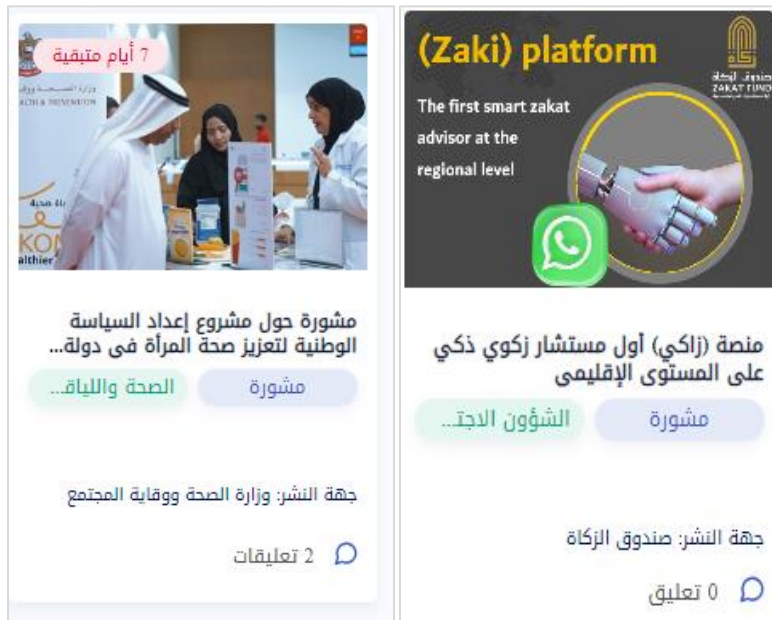 (Zaki) platform
صندوق الزكاة
ZAKAT FUND
The first smart zakat
advisor at the
regional level
منصة (زاكي) أول مستشار زكوي ذكي
على المستوى الإقليمي
مشورة
الشؤون الاجتـ...
جهة النشر: صندوق الزكاة
0 تعليق
7 أيام متبقية
مشورة حول مشروع إعداد السياسة
الوطنية لتعزيز صحة المرأة في دولة...
مشورة
الصحة واللياقـ...
جهة النشر: وزارة الصحة ووقاية المجتمع
2 تعليقات